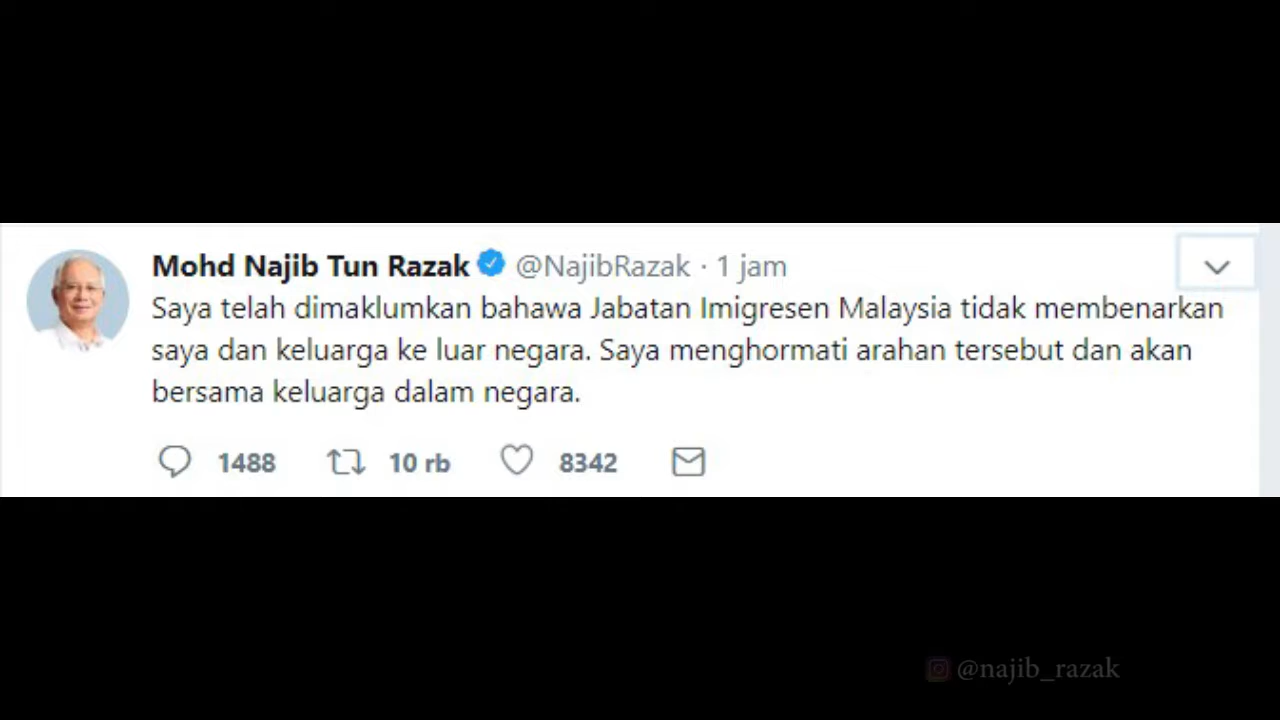 Mohd Najib Tun Razak @NajibRazak · 1 jam
Saya telah dimaklumkan bahawa Jabatan Imigresen Malaysia tidak membenarkan
saya dan keluarga ke luar negara. Saya menghormati arahan tersebut dan akan
bersama keluarga dalam negara.
1488 10 rb 8342
@najib_razak